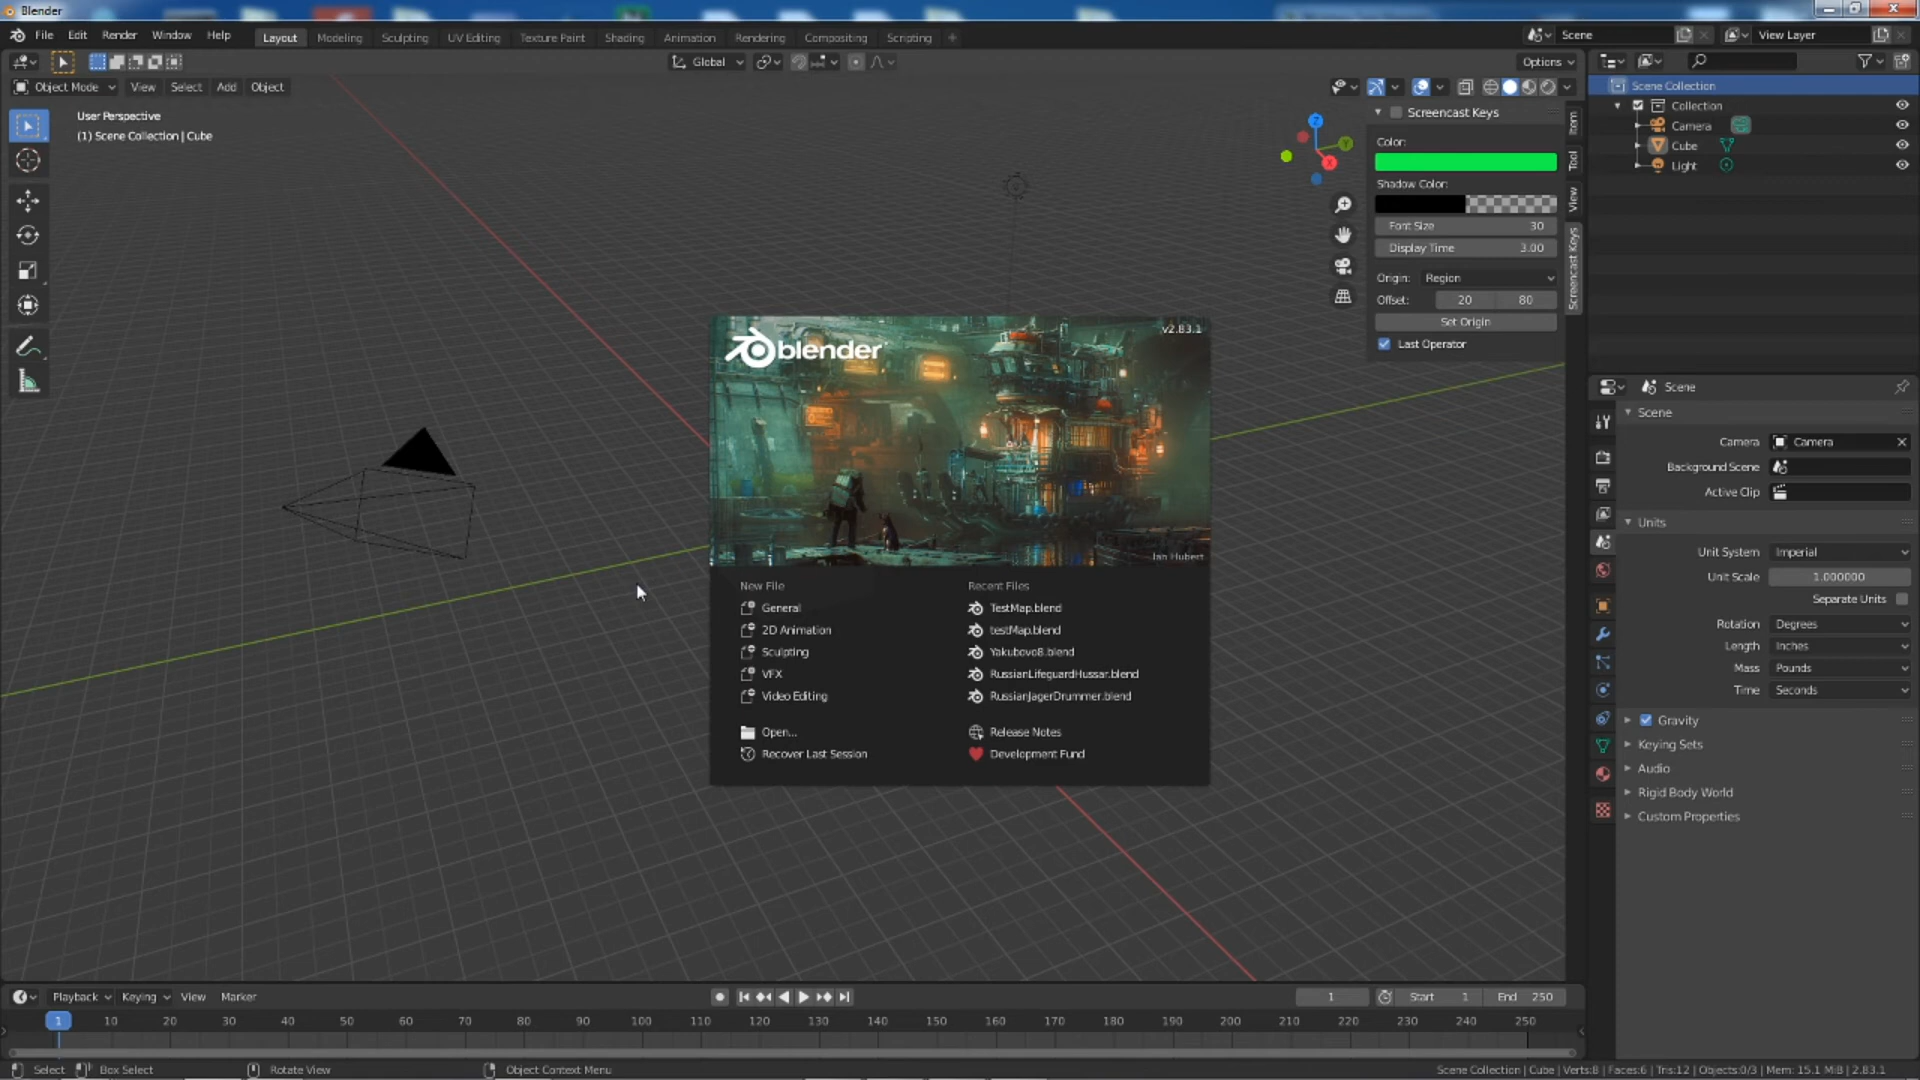 Blender
File Edit Render Window Help Layout Modeling Sculpting UV Editing Texture Paint Shading Animation Rendering Compositing Scripting + Scene View Layer
Global Options
Object Mode View Select Add Object
User Perspective
(1) Scene Collection | Cube
Z
Y
X
Screencast Keys
Color:
Shadow Color:
Font Size 30
Display Time 3.00
Origin: Region
Offset: 20 80
Set Origin
Last Operator
Item
Tool
View
Screencast Keys
Scene Collection
Collection
Camera
Cube
Light
blender
v2.83.1
Ian Hubert
New File
General
2D Animation
Sculpting
VFX
Video Editing
Open...
Recover Last Session
Recent Files
TestMap.blend
testMap.blend
Yakubovo8.blend
RussianLifeguardHussar.blend
RussianJagerDrummer.blend
Release Notes
Development Fund
Scene
Scene
Camera Camera
Background Scene
Active Clip
Units
Unit System Imperial
Unit Scale 1.000000
Separate Units
Rotation Degrees
Length Inches
Mass Pounds
Time Seconds
Gravity
Keying Sets
Audio
Rigid Body World
Custom Properties
Playback Keying View Marker 1 Start 1 End 250
1 10 20 30 40 50 60 70 80 90 100 110 120 130 140 150 160 170 180 190 200 210 220 230 240 250
Select Box Select Rotate View Object Context Menu Scene Collection | Cube | Verts:8 | Faces:6 | Tris:12 | Objects:0/3 | Mem: 15.1 MiB | 2.83.1